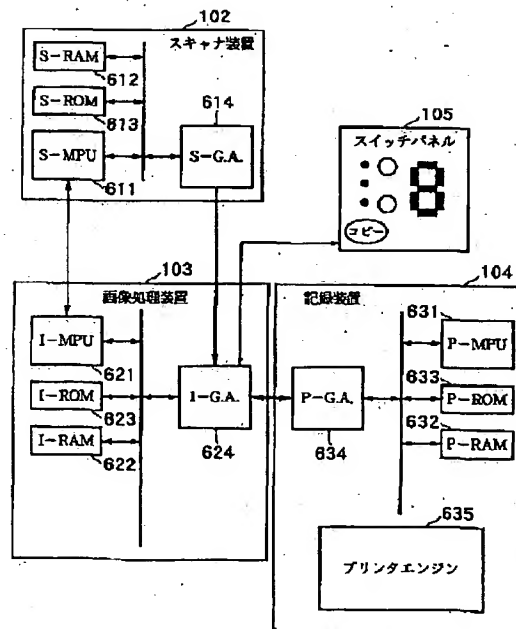 102
スキャナ装置
S-RAM
612
S-ROM
613
S-MPU
611
614
S-G.A.
105
スイッチパネル
コピー
103
画像処理装置
I-MPU
621
I-ROM
623
I-RAM
622
I-G.A.
624
104
記録装置
P-G.A.
634
631
P-MPU
633
P-ROM
632
P-RAM
635
プリンタエンジン